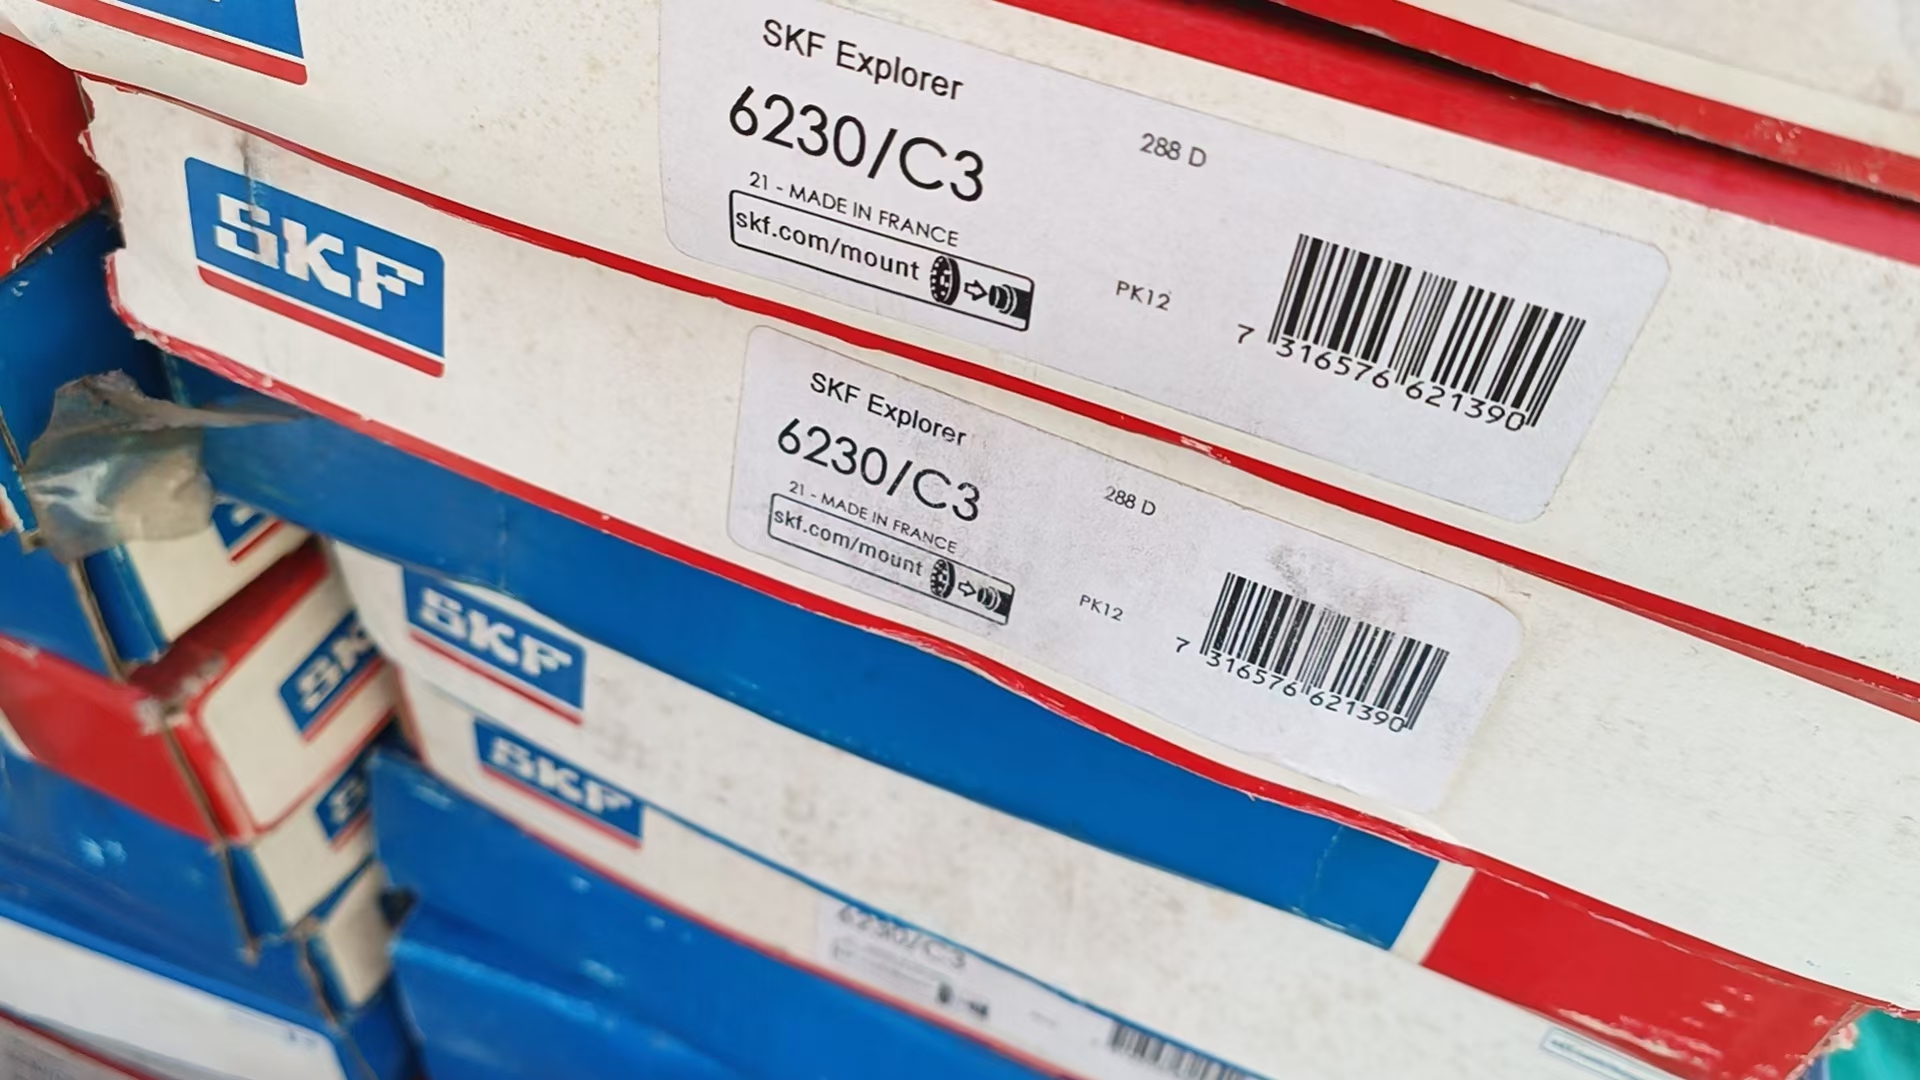 SKF Explorer
6230/C3
288 D
21 - MADE IN FRANCE
skf.com/mount
PK12
7 316576 621390
SKF
SKF Explorer
6230/C3
288 D
21 - MADE IN FRANCE
skf.com/mount
PK12
7 316576 621390
SKF
SKF
6230/C3